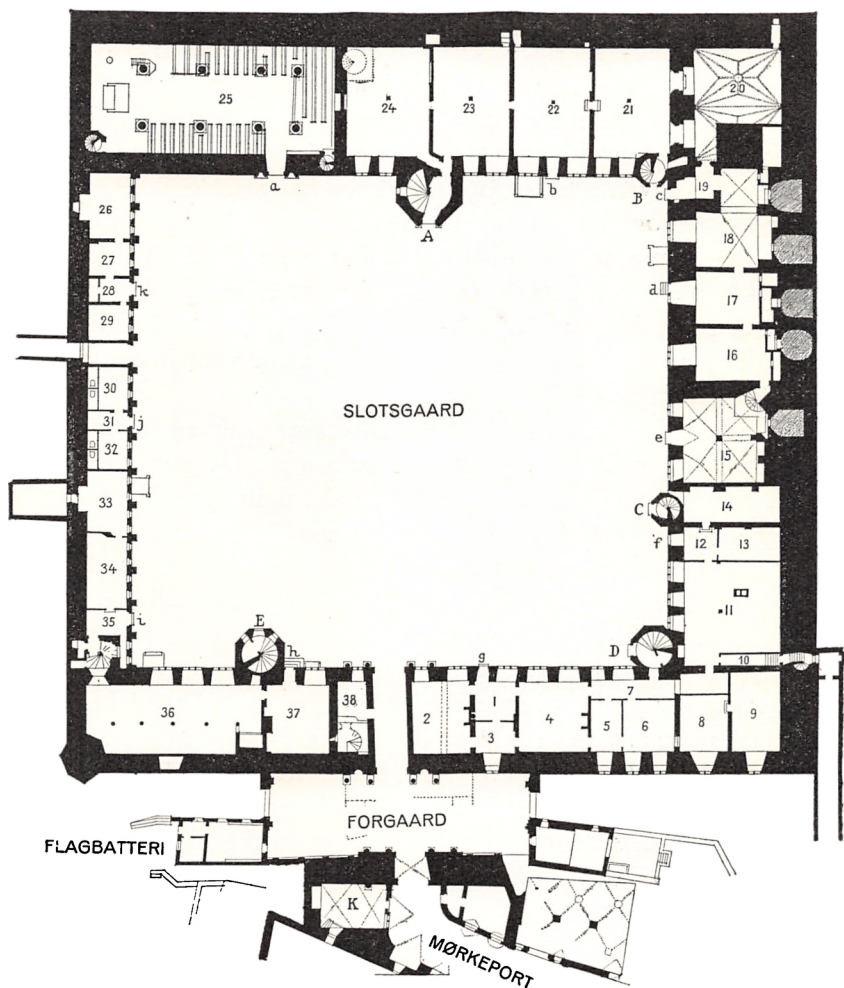 25
24
23
22
21
20
a
A
b
B
c
19
26
18
27
28
k
d
17
29
16
30
SLOTSGAARD
31
j
e
32
15
33
14
C
12
13
f
34
11
35
i
E
h
g
D
10
38
7
36
37
2
1
4
8
9
3
5
6
FORGAARD
FLAGBATTERI
K
MØRKEPORT